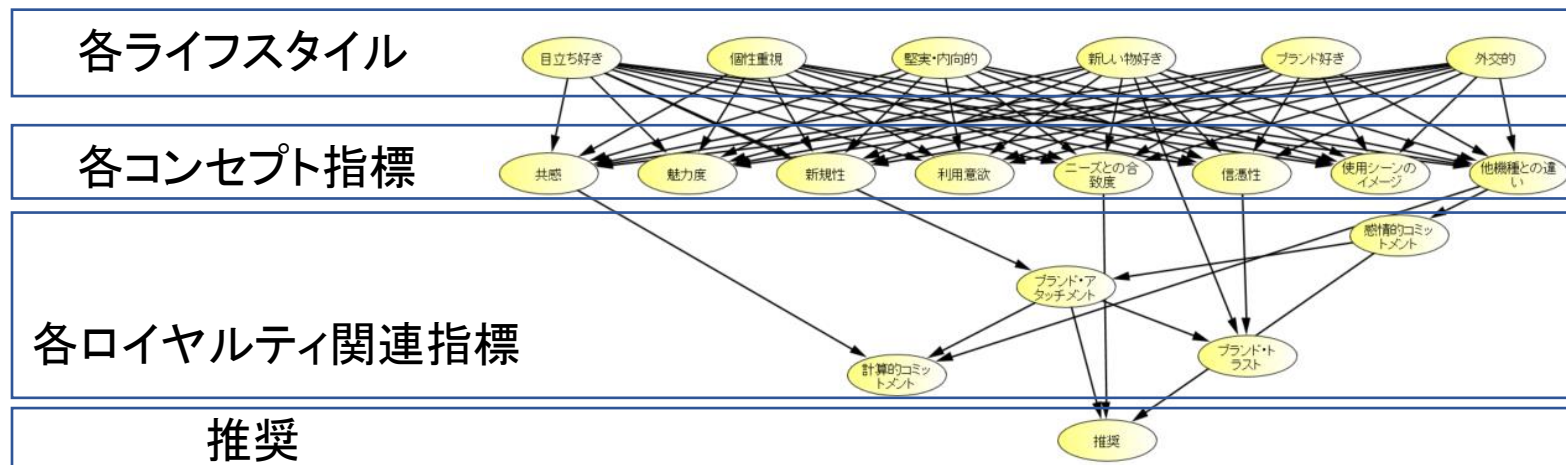 各ライフスタイル
目立ち好き
個性重視
堅実・内向的
新しい物好き
ブランド好き
外交的
各コンセプト指標
共感
魅力度
新規性
利用意欲
ニーズとの合
致度
信憑性
使用シーンの
イメージ
他機種との違
い
各ロイヤルティ関連指標
感情的コミッ
トメント
ブランド・ア
タッチメント
ブランド・ト
ラスト
計算的コミッ
トメント
推奨
推奨